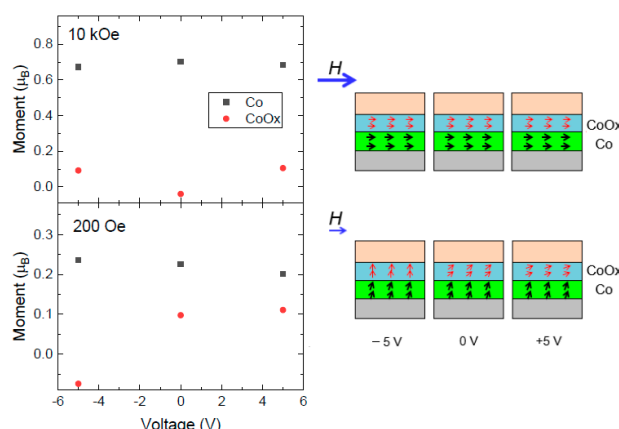 10 kOe
0.8
0.6
0.4
0.2
0.0
Moment (μB)
Co
CoOx
H
CoOx
Co
200 Oe
0.3
0.2
0.1
0.0
Moment (μB)
-6 -4 -2 0 2 4 6
Voltage (V)
H
CoOx
Co
– 5 V 0 V +5 V